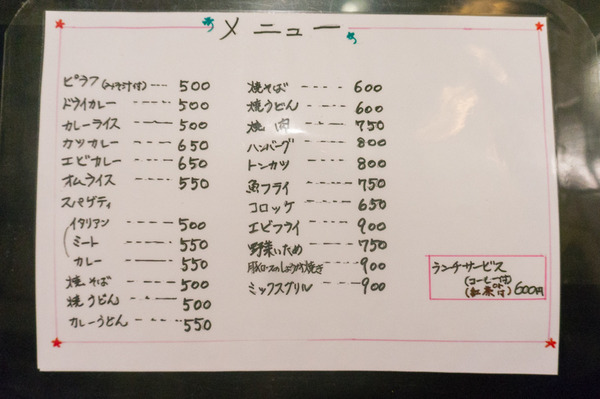 メニュー
ピラフ(みそ汁付) 500
ドライカレー 500
カレーライス 500
カツカレー 650
エビカレー 650
オムライス 550
スパゲティ
イタリアン 500
ミート 550
カレー 550
焼そば 500
焼うどん 500
カレーうどん 550
焼そば 600
焼うどん 600
焼肉 750
ハンバーグ 800
トンカツ 800
魚フライ 750
コロッケ 650
エビフライ 900
野菜いため 750
豚ロースのしょうが焼き 900
ミックスグリル 900
ランチサービス
(コーヒー付
or
(紅茶付) 600円